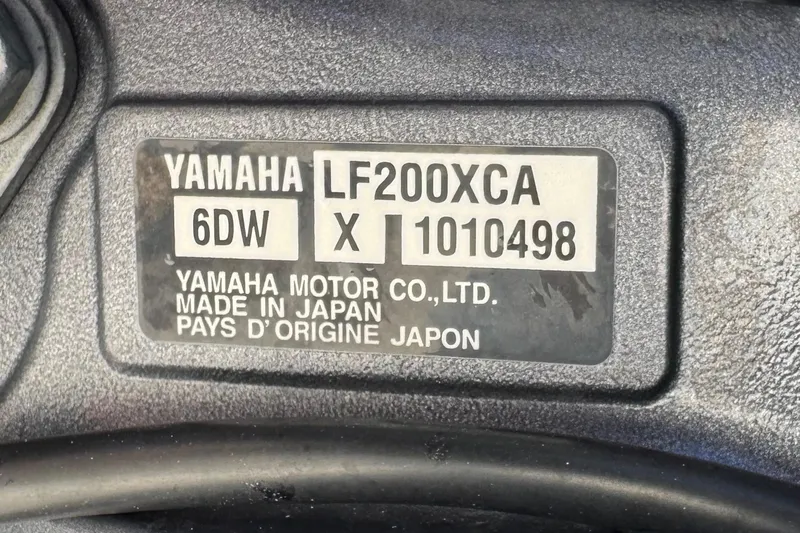 YAMAHA LF200XCA
6DW X 1010498
YAMAHA MOTOR CO.,LTD.
MADE IN JAPAN
PAYS D'ORIGINE JAPON